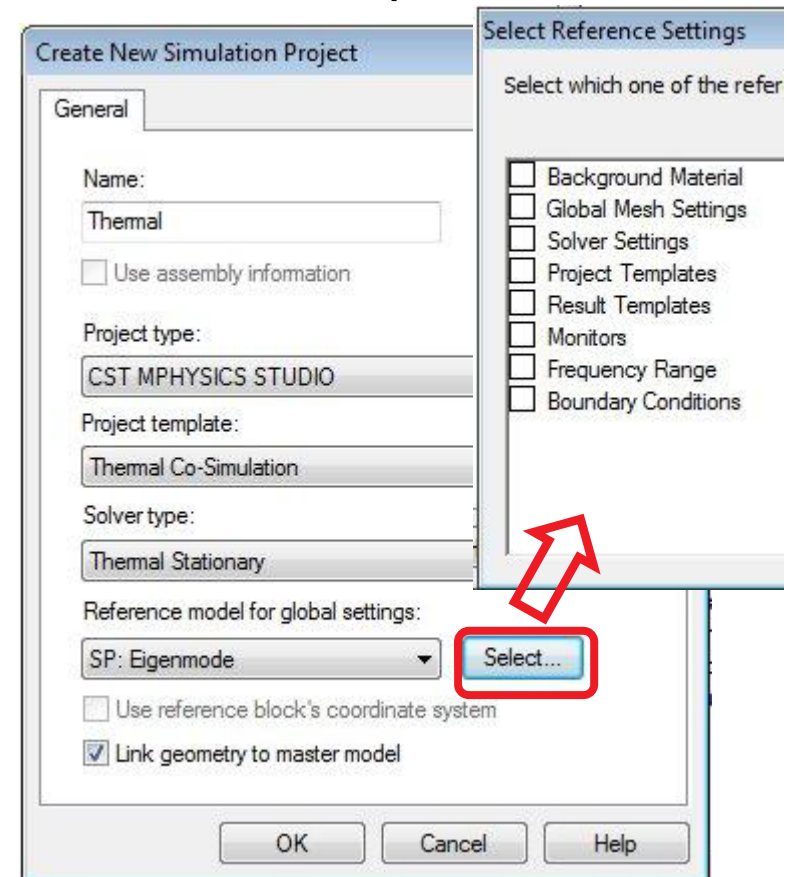 Create New Simulation Project
General
Name:
Thermal
Use assembly information
Project type:
CST MPHYSICS STUDIO
Project template:
Thermal Co-Simulation
Solver type:
Thermal Stationary
Reference model for global settings:
SP: Eigenmode
Select...
Use reference block's coordinate system
Link geometry to master model
OK
Cancel
Help
Select Reference Settings
Select which one of the refer
Background Material
Global Mesh Settings
Solver Settings
Project Templates
Result Templates
Monitors
Frequency Range
Boundary Conditions